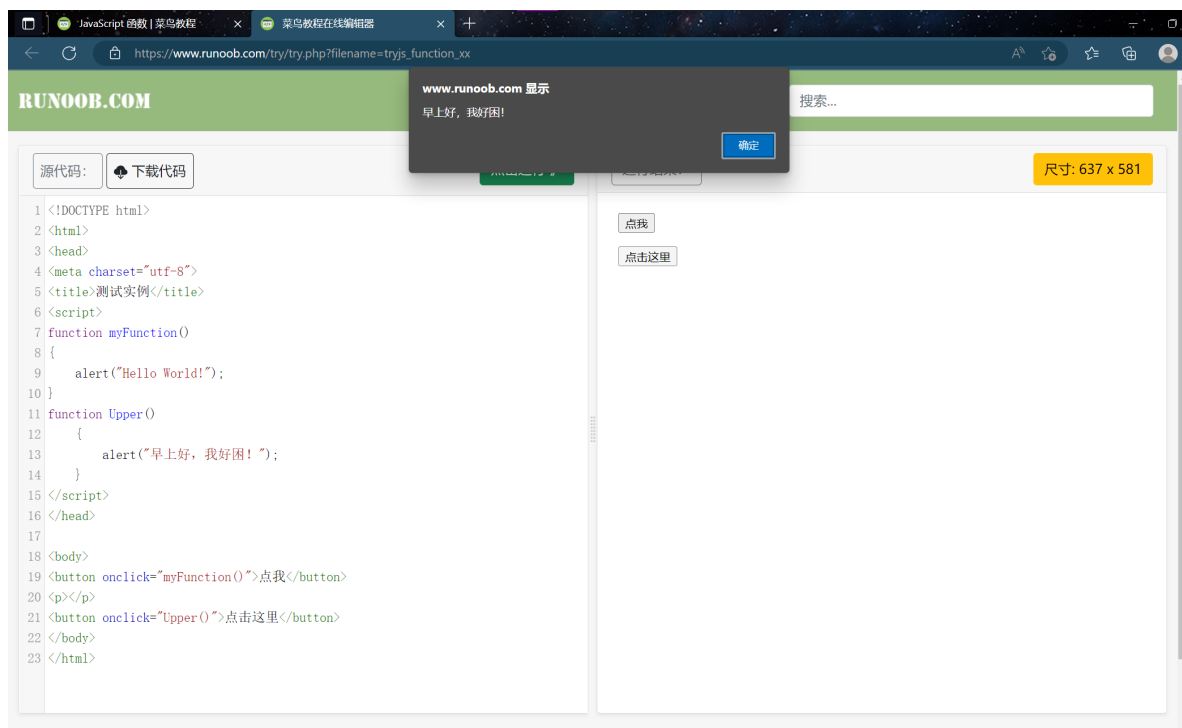 JavaScript 函数 | 菜鸟教程
菜鸟教程在线编辑器
https://www.runoob.com/try/try.php?filename=tryjs_function_xx
RUNOOB.COM
www.runoob.com 显示
早上好，我好困！
确定
搜索...
源代码：
下载代码
尺寸: 637 x 581
1 <!DOCTYPE html>
2 <html>
3 <head>
4 <meta charset="utf-8">
5 <title>测试实例</title>
6 <script>
7 function myFunction()
8 {
9     alert("Hello World!");
10 }
11 function Upper()
12     {
13         alert("早上好，我好困！");
14     }
15 </script>
16 </head>
17
18 <body>
19 <button onclick="myFunction()">点我</button>
20 <p></p>
21 <button onclick="Upper()">点击这里</button>
22 </body>
23 </html>
点我
点击这里